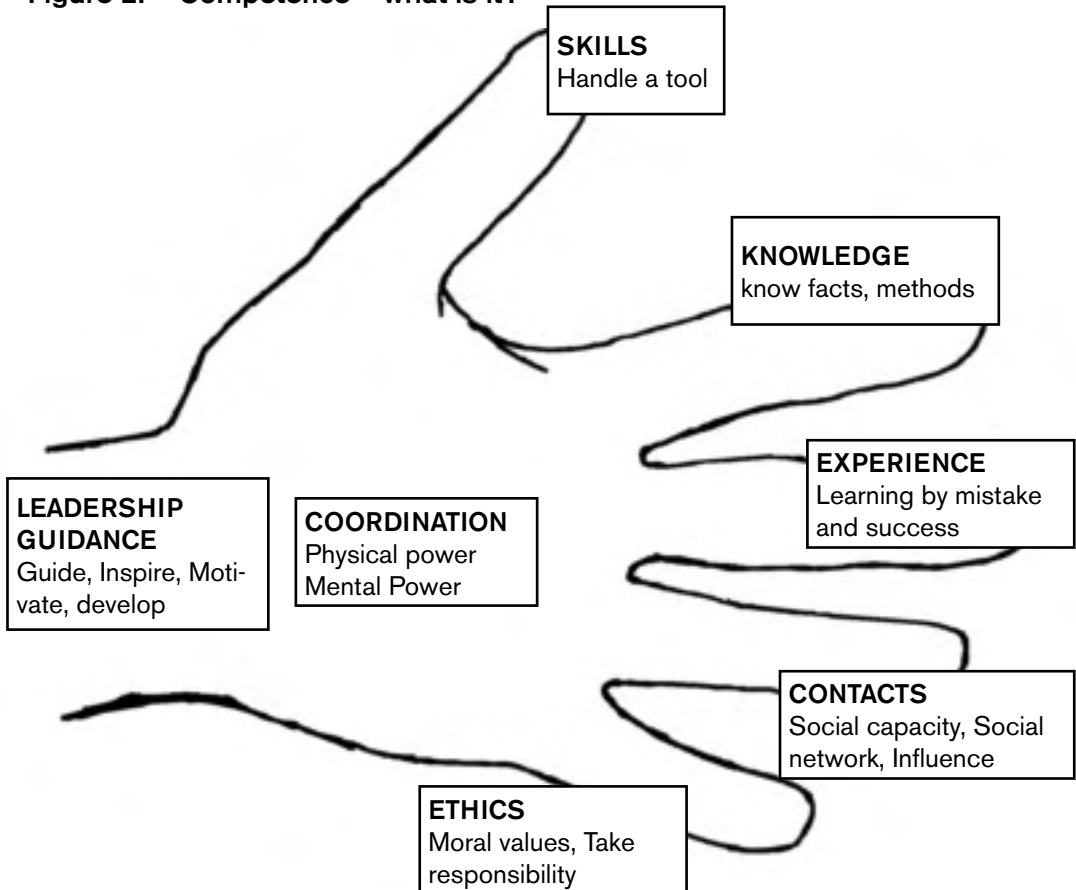 Figure 2. Competence – what is it?
SKILLS
Handle a tool
KNOWLEDGE
know facts, methods
EXPERIENCE
Learning by mistake
and success
LEADERSHIP
GUIDANCE
Guide, Inspire, Moti-
vate, develop
COORDINATION
Physical power
Mental Power
CONTACTS
Social capacity, Social
network, Influence
ETHICS
Moral values, Take
responsibility